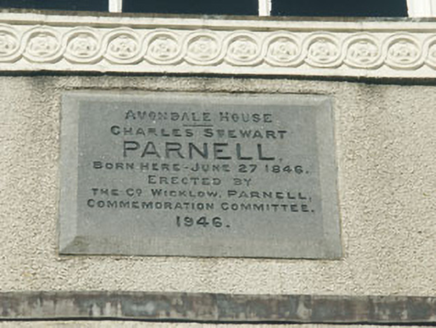 AVONDALE HOUSE
CHARLES STEWART
PARNELL.
BORN HERE - JUNE 27 1846.
ERECTED BY
THE CO WICKLOW. PARNELL,
COMMEMORATION COMMITTEE.
1946.